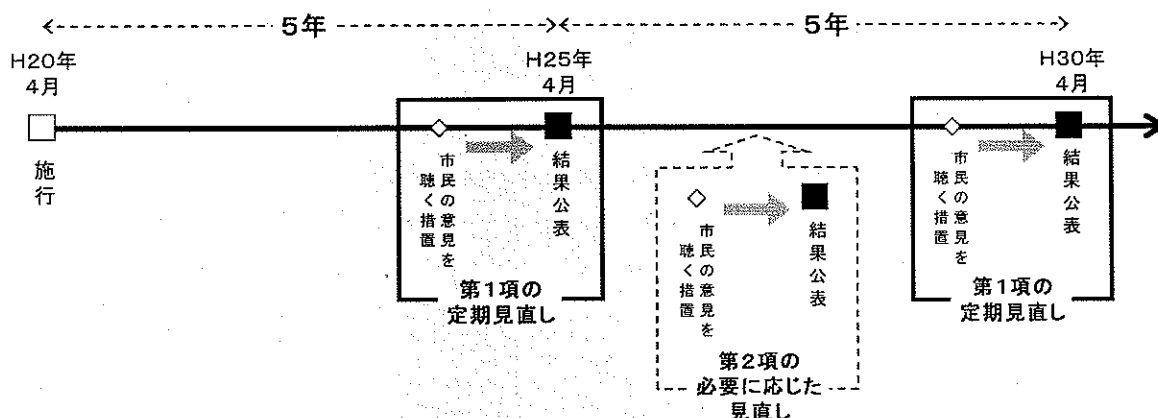 5年
5年
H20年
4月
H25年
4月
H30年
4月
施行
市民の意見を
聴く措置
結果公表
第1項の
定期見直し
市民の意見を
聴く措置
結果公表
第2項の
必要に応じた
見直し
市民の意見を
聴く措置
結果公表
第1項の
定期見直し